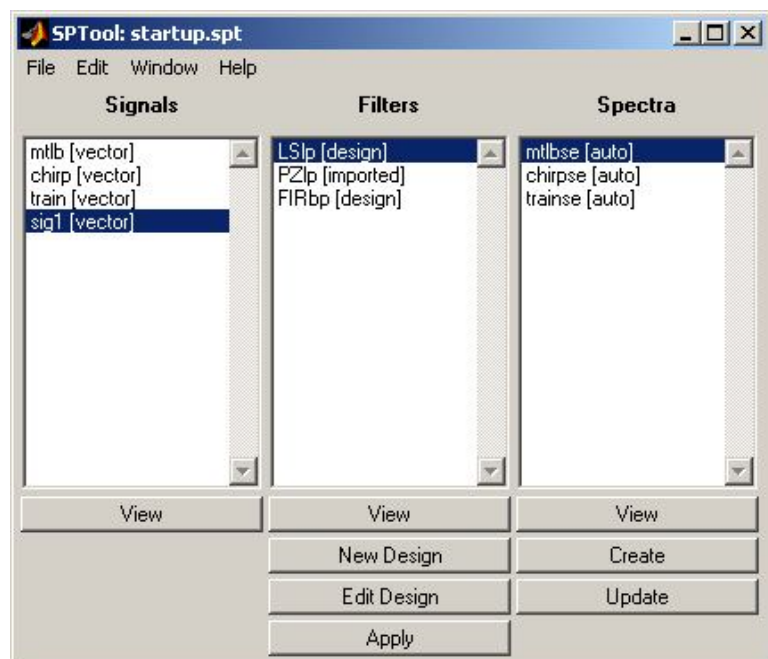 SPTool: startup.spt
File Edit Window Help
Signals Filters Spectra
mtlb [vector]
chirp [vector]
train [vector]
sig1 [vector]
LSlp [design]
PZlp [imported]
FIRbp [design]
mtlbse [auto]
chirpse [auto]
trainse [auto]
View View View
New Design Create
Edit Design Update
Apply